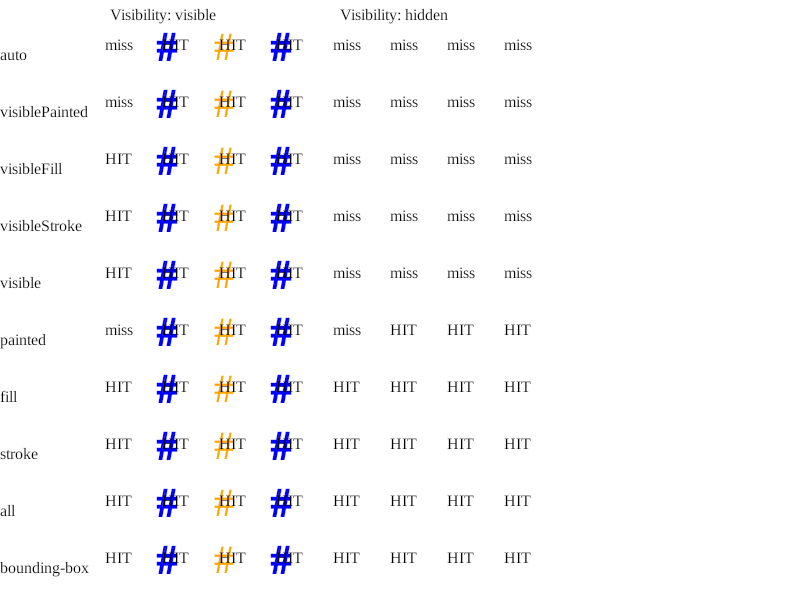 Visibility: visible Visibility: hidden
auto miss # HIT # HIT # HIT miss miss miss miss
visiblePainted miss # HIT # HIT # HIT miss miss miss miss
visibleFill HIT # HIT # HIT # HIT miss miss miss miss
visibleStroke HIT # HIT # HIT # HIT miss miss miss miss
visible HIT # HIT # HIT # HIT miss miss miss miss
painted miss # HIT # HIT # HIT miss HIT HIT HIT
fill HIT # HIT # HIT # HIT HIT HIT HIT HIT
stroke HIT # HIT # HIT # HIT HIT HIT HIT HIT
all HIT # HIT # HIT # HIT HIT HIT HIT HIT
bounding-box HIT # HIT # HIT # HIT HIT HIT HIT HIT